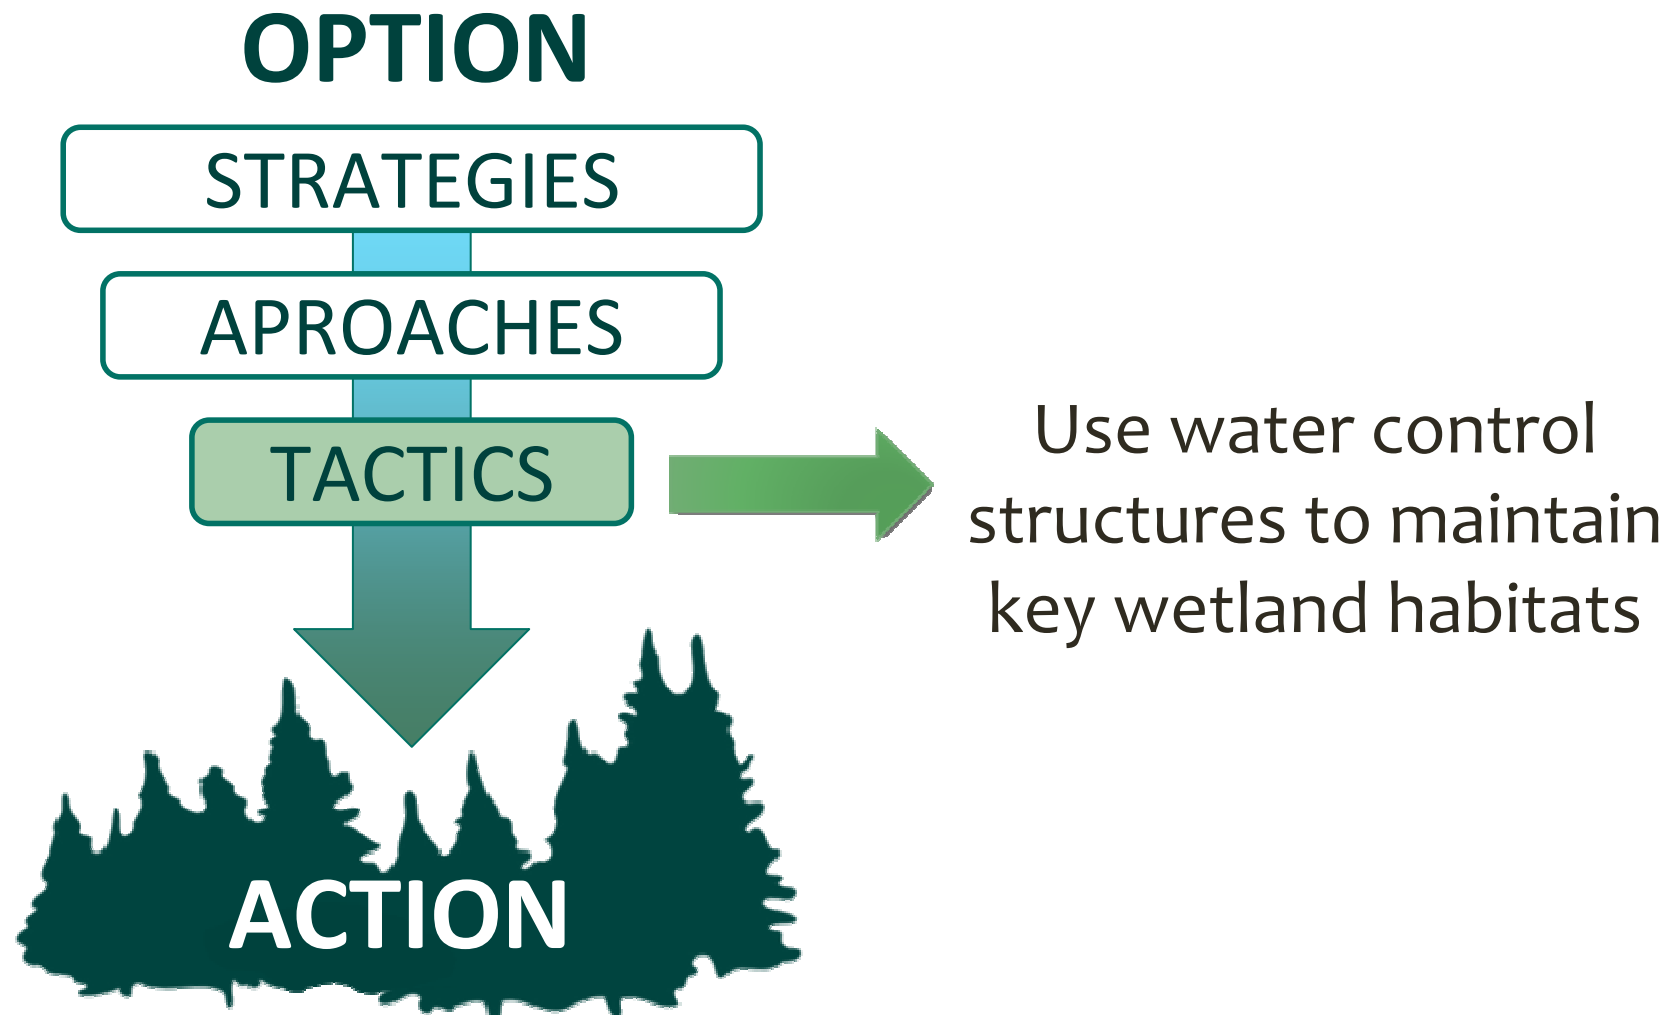 OPTION
STRATEGIES
APROACHES
TACTICS
Use water control
structures to maintain
key wetland habitats
ACTION